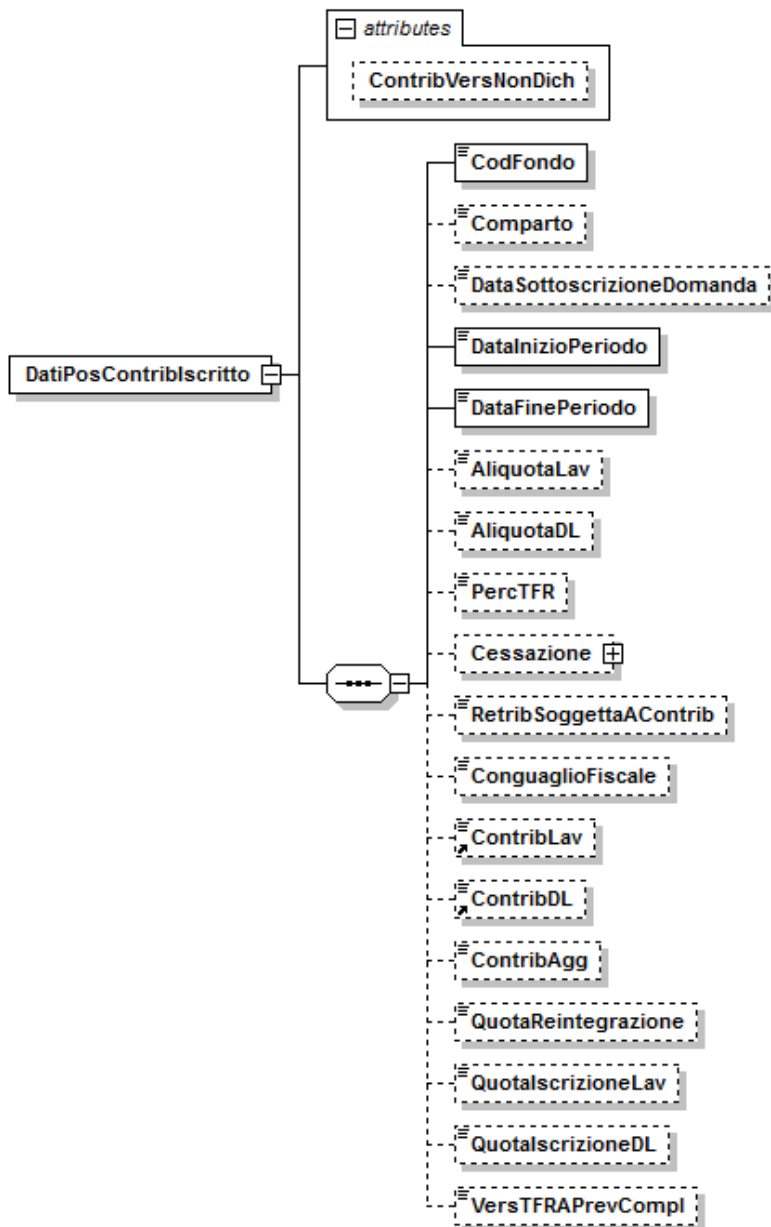 attributes
ContribVersNonDich
CodFondo
Comparto
DataSottoscrizioneDomanda
DataInizioPeriodo
DatiPosContribIscritto
DataFinePeriodo
AliquotaLav
AliquotaDL
PercTFR
Cessazione
RetribSoggettaAContrib
ConguaglioFiscale
ContribLav
ContribDL
ContribAgg
QuotaReintegrazione
QuotaIscrizioneLav
QuotaIscrizioneDL
VersTFRAPrevCompl